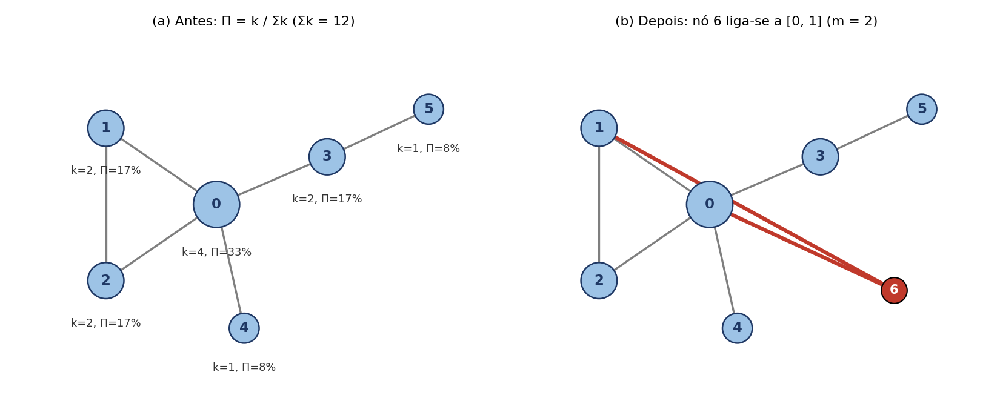 (a) Antes: Π = k / Σk (Σk = 12)
5
1
k=1, Π=8%
3
k=2, Π=17%
k=2, Π=17%
0
k=4, Π=33%
2
k=2, Π=17%
4
k=1, Π=8%
(b) Depois: nó 6 liga-se a [0, 1] (m = 2)
5
1
3
0
2
6
4